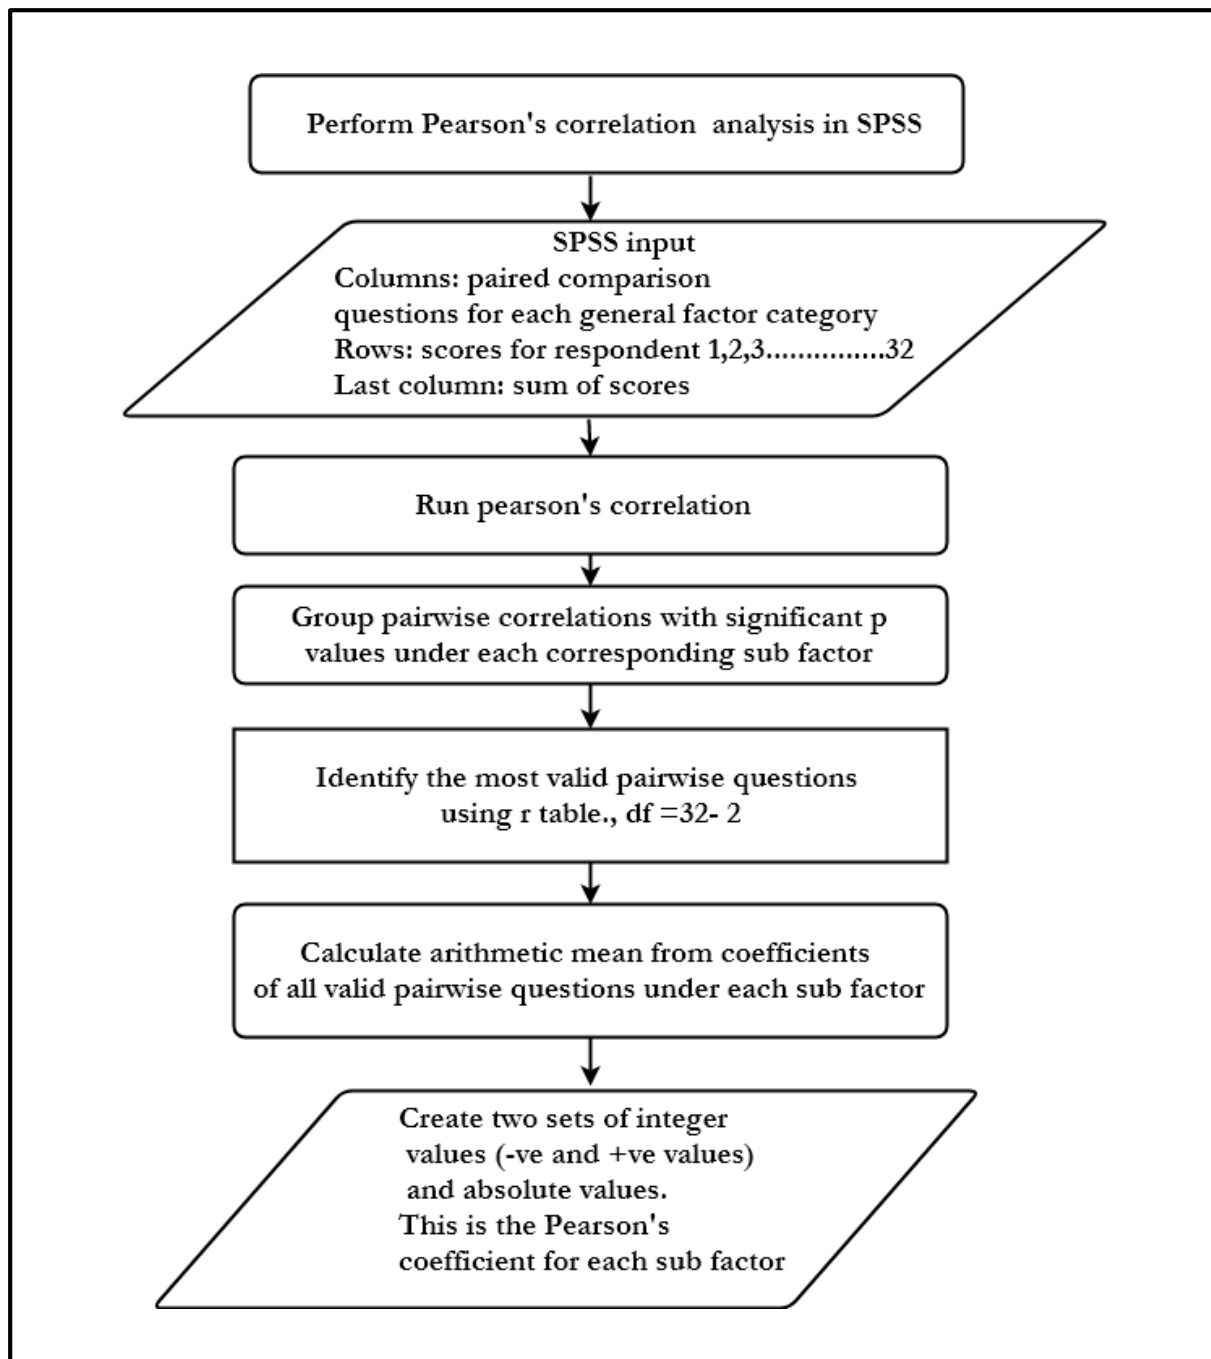 Perform Pearson's correlation analysis in SPSS
SPSS input
Columns: paired comparison
questions for each general factor category
Rows: scores for respondent 1,2,3...............32
Last column: sum of scores
Run pearson's correlation
Group pairwise correlations with significant p
values under each corresponding sub factor
Identify the most valid pairwise questions
using r table., df =32- 2
Calculate arithmetic mean from coefficients
of all valid pairwise questions under each sub factor
Create two sets of integer
values (-ve and +ve values)
and absolute values.
This is the Pearson's
coefficient for each sub factor